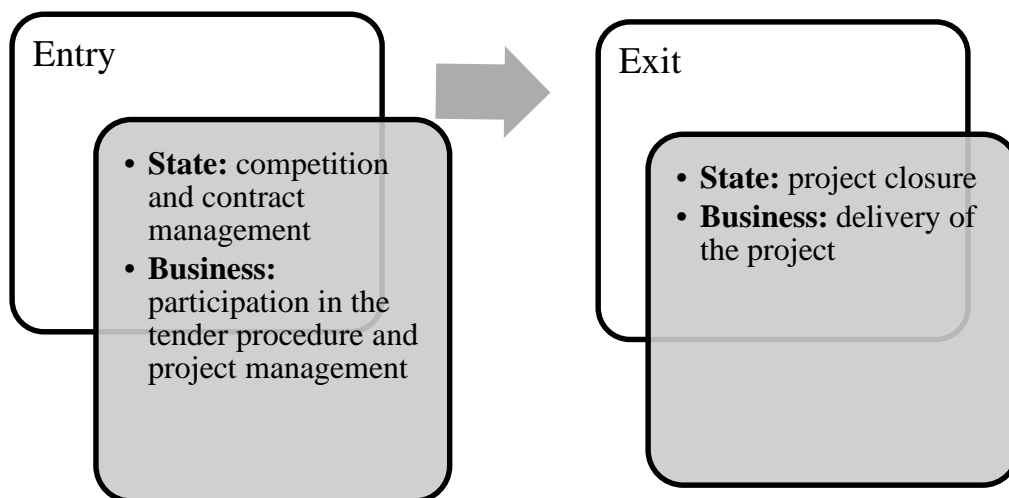 Entry
• State: competition
and contract
management
• Business:
participation in the
tender procedure and
project management
Exit
• State: project closure
• Business: delivery of
the project